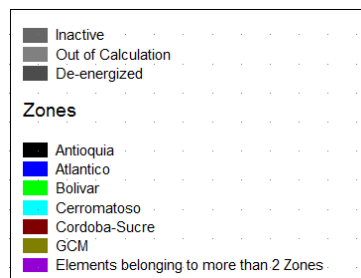 Inactive
Out of Calculation
De-energized
Zones
Antioquia
Atlantico
Bolivar
Cerromatoso
Cordoba-Sucre
GCM
Elements belonging to more than 2 Zones